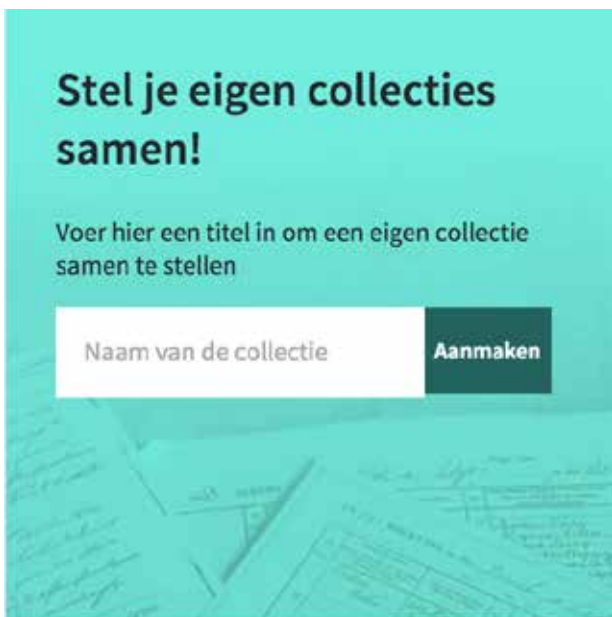 Stel je eigen collecties
samen!
Voer hier een titel in om een eigen collectie
samen te stellen
Naam van de collectie
Aanmaken